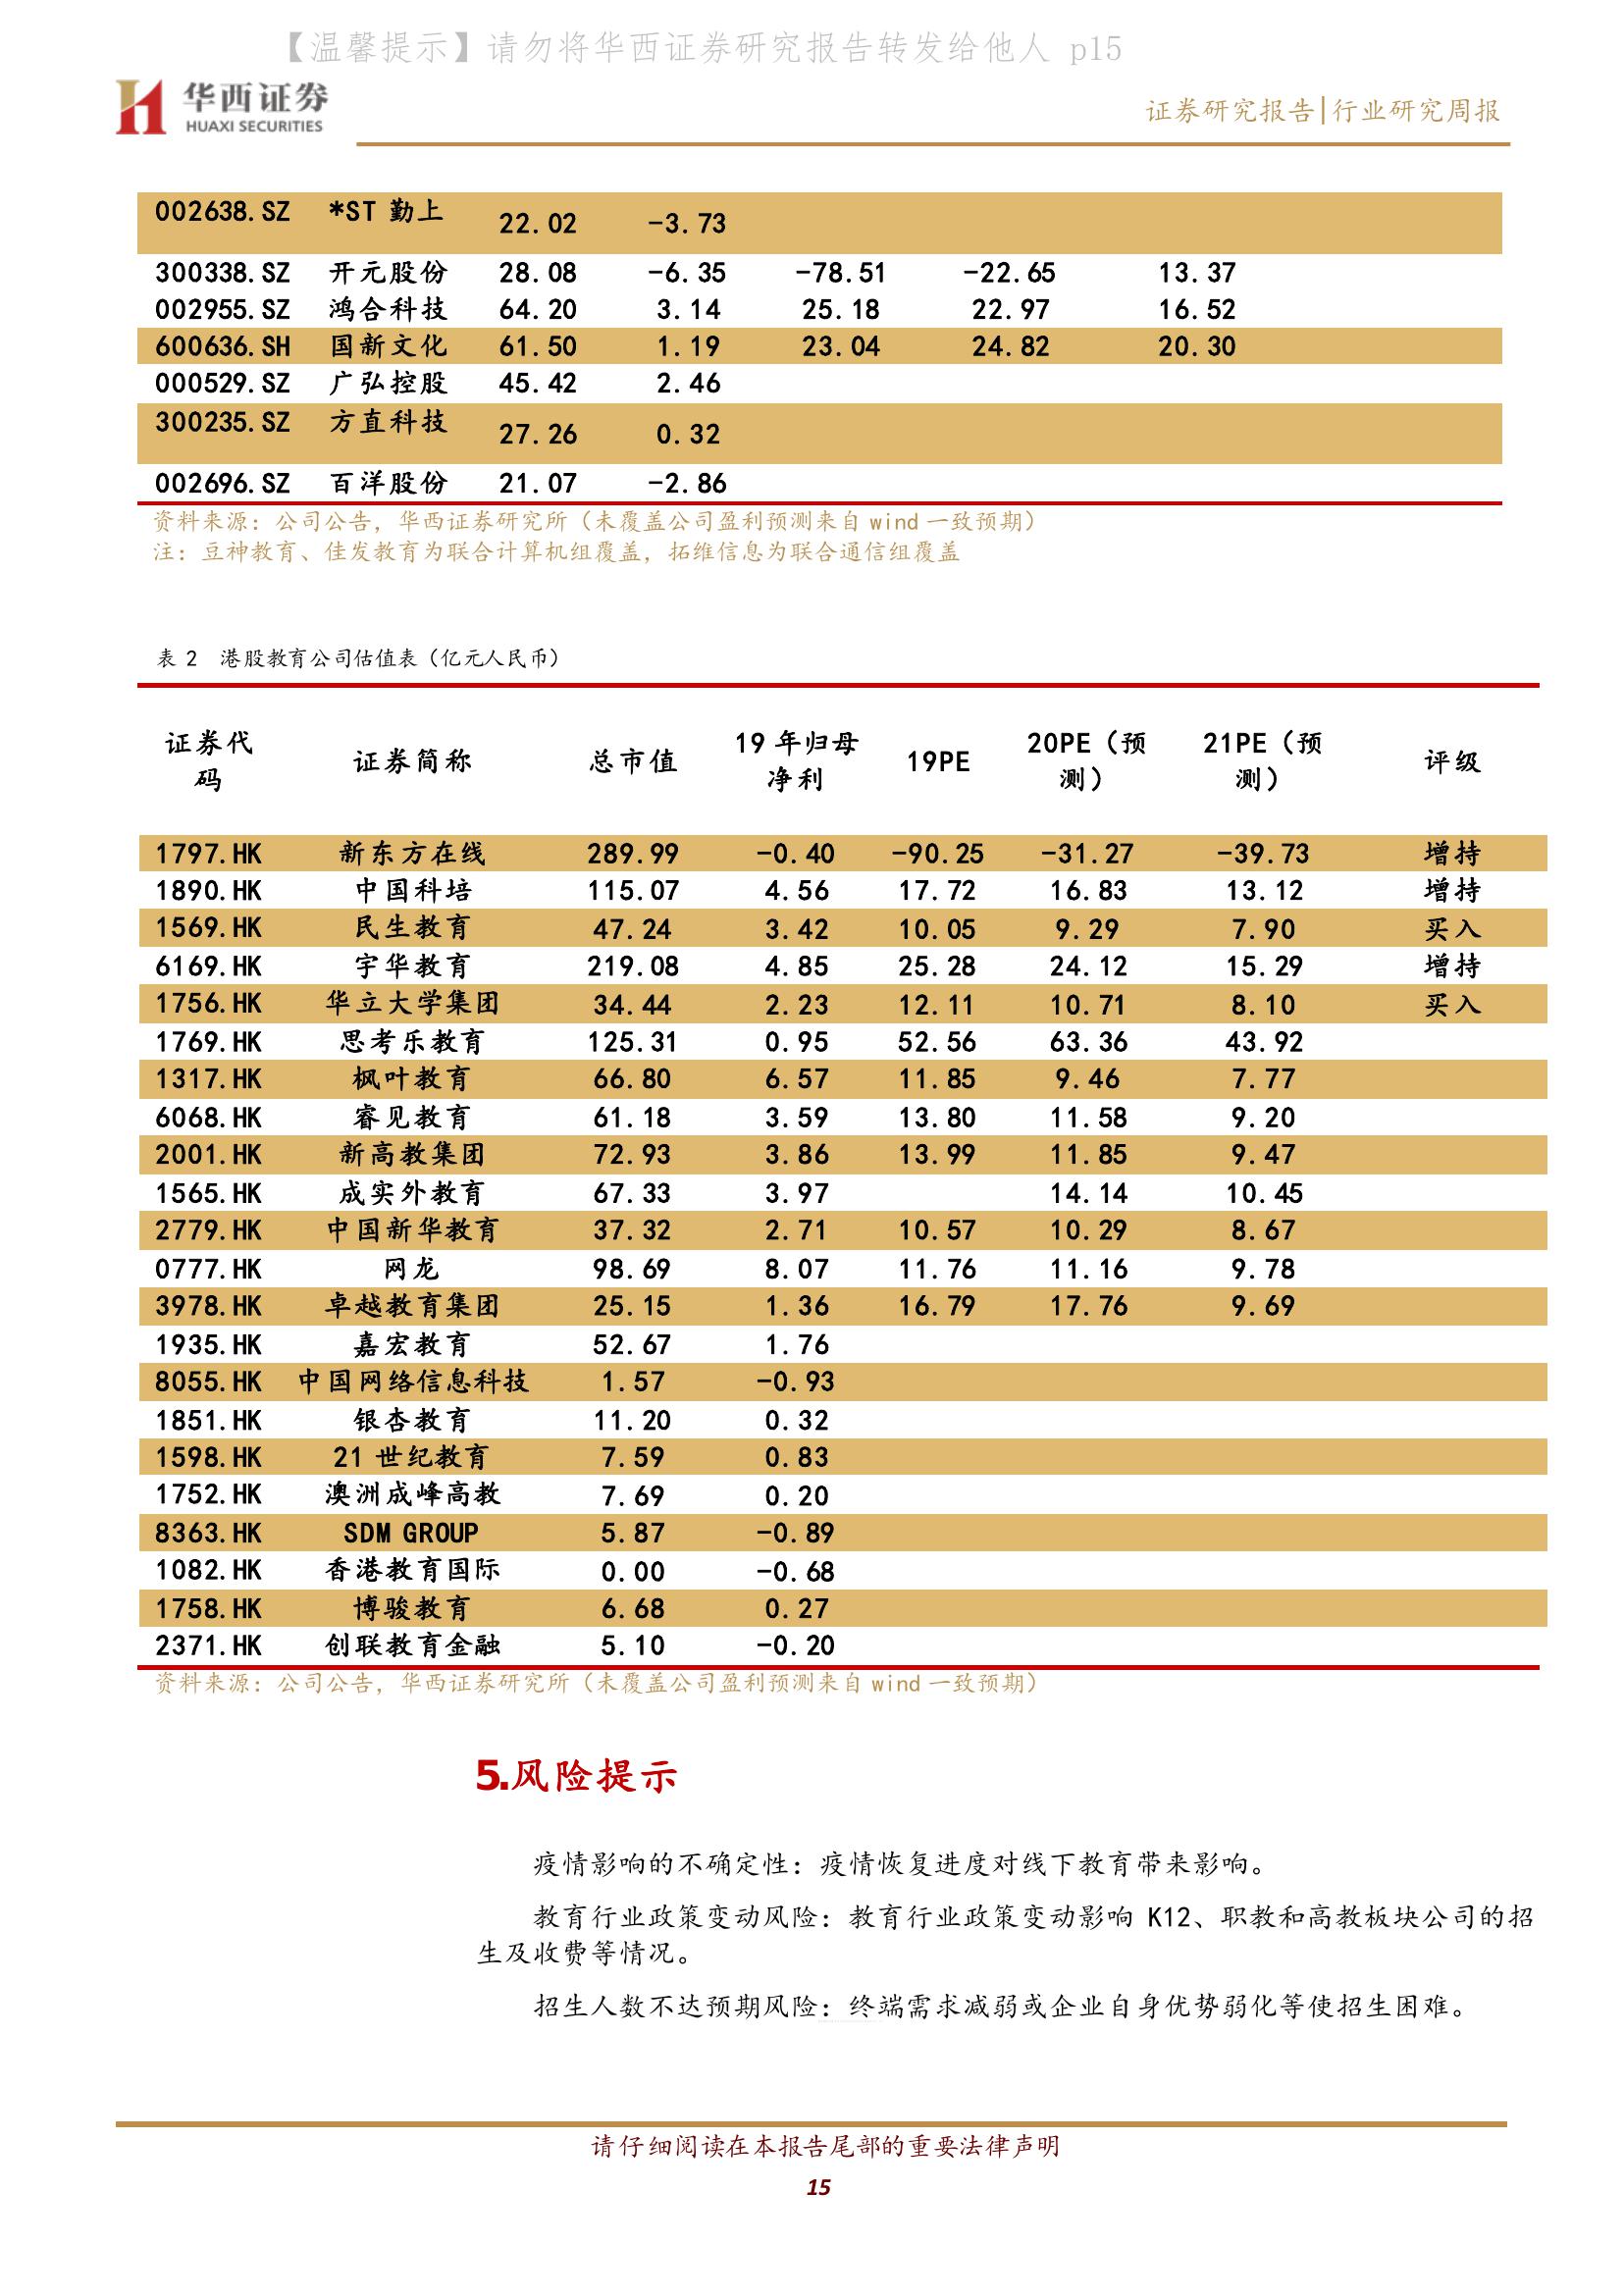 【温馨提示】请勿将华西证券研究报告转发给他人 p15
华西证券
HUAXI SECURITIES
证券研究报告|行业研究周报
002638.SZ *ST 勤上 22.02 -3.73
300338.SZ 开元股份 28.08 -6.35 -78.51 -22.65 13.37
002955.SZ 鸿合科技 64.20 3.14 25.18 22.97 16.52
600636.SH 国新文化 61.50 1.19 23.04 24.82 20.30
000529.SZ 广弘控股 45.42 2.46
300235.SZ 方直科技 27.26 0.32
002696.SZ 百洋股份 21.07 -2.86
资料来源：公司公告，华西证券研究所（未覆盖公司盈利预测来自 wind 一致预期）
注：豆神教育、佳发教育为联合计算机组覆盖，拓维信息为联合通信组覆盖
表 2 港股教育公司估值表（亿元人民币）
证券代码 证券简称 总市值 19 年归母净利 19PE 20PE（预测） 21PE（预测） 评级
1797.HK 新东方在线 289.99 -0.40 -90.25 -31.27 -39.73 增持
1890.HK 中国科培 115.07 4.56 17.72 16.83 13.12 增持
1569.HK 民生教育 47.24 3.42 10.05 9.29 7.90 买入
6169.HK 宇华教育 219.08 4.85 25.28 24.12 15.29 增持
1756.HK 华立大学集团 34.44 2.23 12.11 10.71 8.10 买入
1769.HK 思考乐教育 125.31 0.95 52.56 63.36 43.92
1317.HK 枫叶教育 66.80 6.57 11.85 9.46 7.77
6068.HK 睿见教育 61.18 3.59 13.80 11.58 9.20
2001.HK 新高教集团 72.93 3.86 13.99 11.85 9.47
1565.HK 成实外教育 67.33 3.97 14.14 10.45
2779.HK 中国新华教育 37.32 2.71 10.57 10.29 8.67
0777.HK 网龙 98.69 8.07 11.76 11.16 9.78
3978.HK 卓越教育集团 25.15 1.36 16.79 17.76 9.69
1935.HK 嘉宏教育 52.67 1.76
8055.HK 中国网络信息科技 1.57 -0.93
1851.HK 银杏教育 11.20 0.32
1598.HK 21 世纪教育 7.59 0.83
1752.HK 澳洲成峰高教 7.69 0.20
8363.HK SDM GROUP 5.87 -0.89
1082.HK 香港教育国际 0.00 -0.68
1758.HK 博骏教育 6.68 0.27
2371.HK 创联教育金融 5.10 -0.20
资料来源：公司公告，华西证券研究所（未覆盖公司盈利预测来自 wind 一致预期）
5.风险提示
疫情影响的不确定性：疫情恢复进度对线下教育带来影响。
教育行业政策变动风险：教育行业政策变动影响 K12、职教和高教板块公司的招
生及收费等情况。
招生人数不达预期风险：终端需求减弱或企业自身优势弱化等使招生困难。
请仔细阅读在本报告尾部的重要法律声明
15